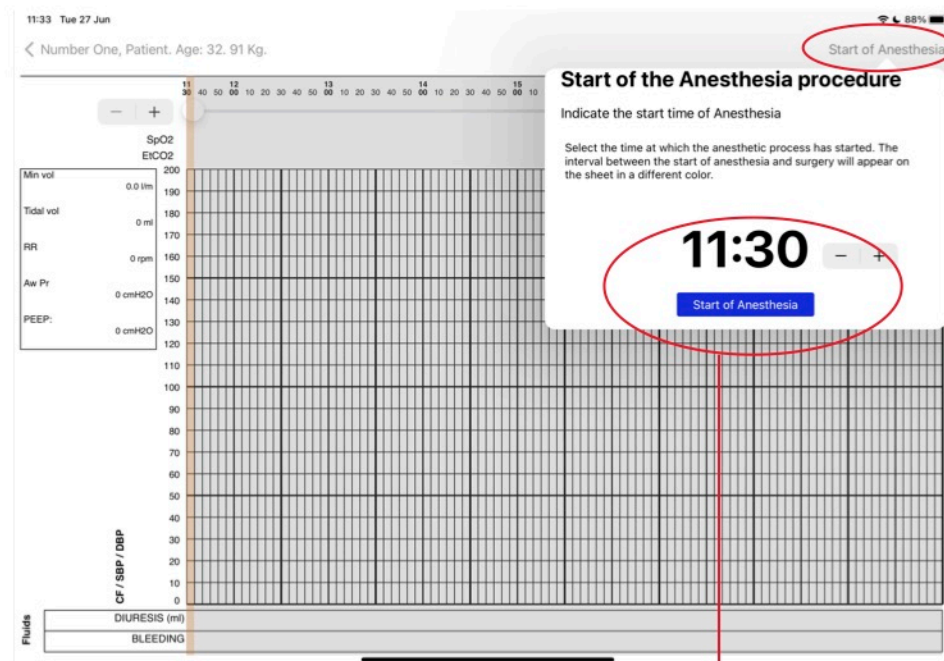 11:33 Tue 27 Jun
88%
Number One, Patient. Age: 32. 91 Kg.
Start of Anesthesia
11 12 13 14 15
30 40 50 00 10 20 30 40 50 00 10 20 30 40 50 00 10 20 30 40 50 00 10
Start of the Anesthesia procedure
Indicate the start time of Anesthesia
Select the time at which the anesthetic process has started. The
interval between the start of anesthesia and surgery will appear on
the sheet in a different color.
11:30 − +
Start of Anesthesia
− +
SpO2
EtCO2
Min vol
0.0 l/m
Tidal vol
0 ml
RR
0 rpm
Aw Pr
0 cmH2O
PEEP:
0 cmH2O
200
190
180
170
160
150
140
130
120
110
100
90
80
70
60
50
40
30
20
10
0
CF / SBP / DBP
Fluids
DIURESIS (ml)
BLEEDING